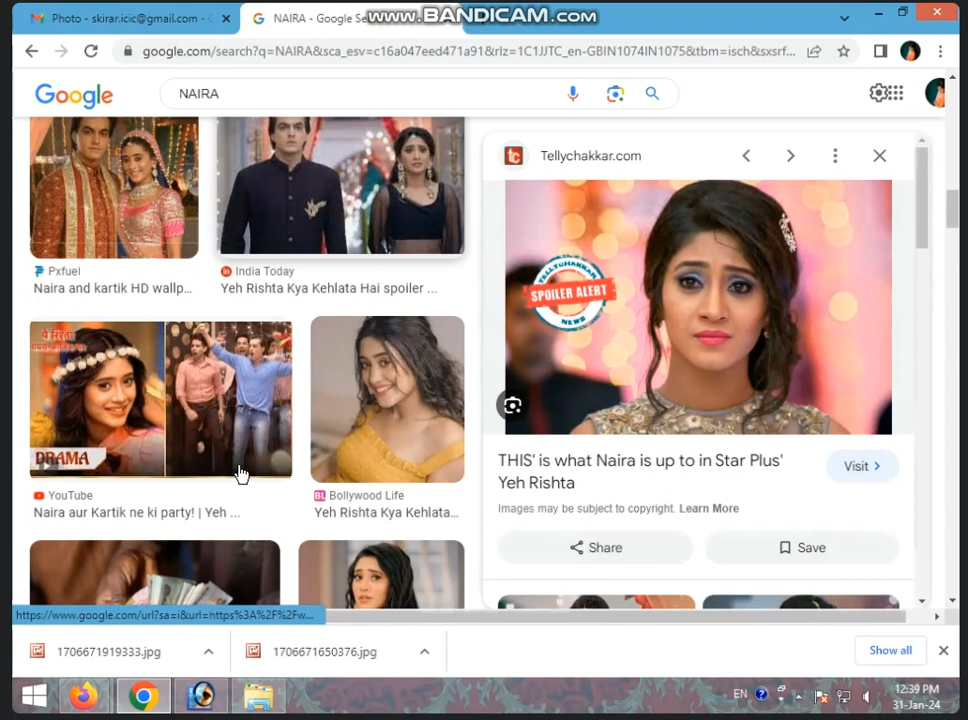 Photo - skirar.icic@gmail.com -
NAIRA - Google Se
www.BANDICAM.com
google.com/search?q=NAIRA&sca_esv=c16a047eed471a91&rlz=1C1JJTC_en-GBIN1074IN1075&tbm=isch&sxsrf...
Google
NAIRA
Pxfuel
Naira and kartik HD wallp...
India Today
Yeh Rishta Kya Kehlata Hai spoiler ...
DRAMA
YouTube
Naira aur Kartik ne ki party! | Yeh ...
BL Bollywood Life
Yeh Rishta Kya Kehlata...
tc
Tellychakkar.com
TELLYCHAKKAR
SPOILER ALERT
NEWS
THIS' is what Naira is up to in Star Plus'
Yeh Rishta
Visit
Images may be subject to copyright. Learn More
Share
Save
https://www.google.com/url?sa=i&url=https%3A%2F%2Fw...
1706671919333.jpg
1706671650376.jpg
Show all
EN
12:39 PM
31-Jan-24